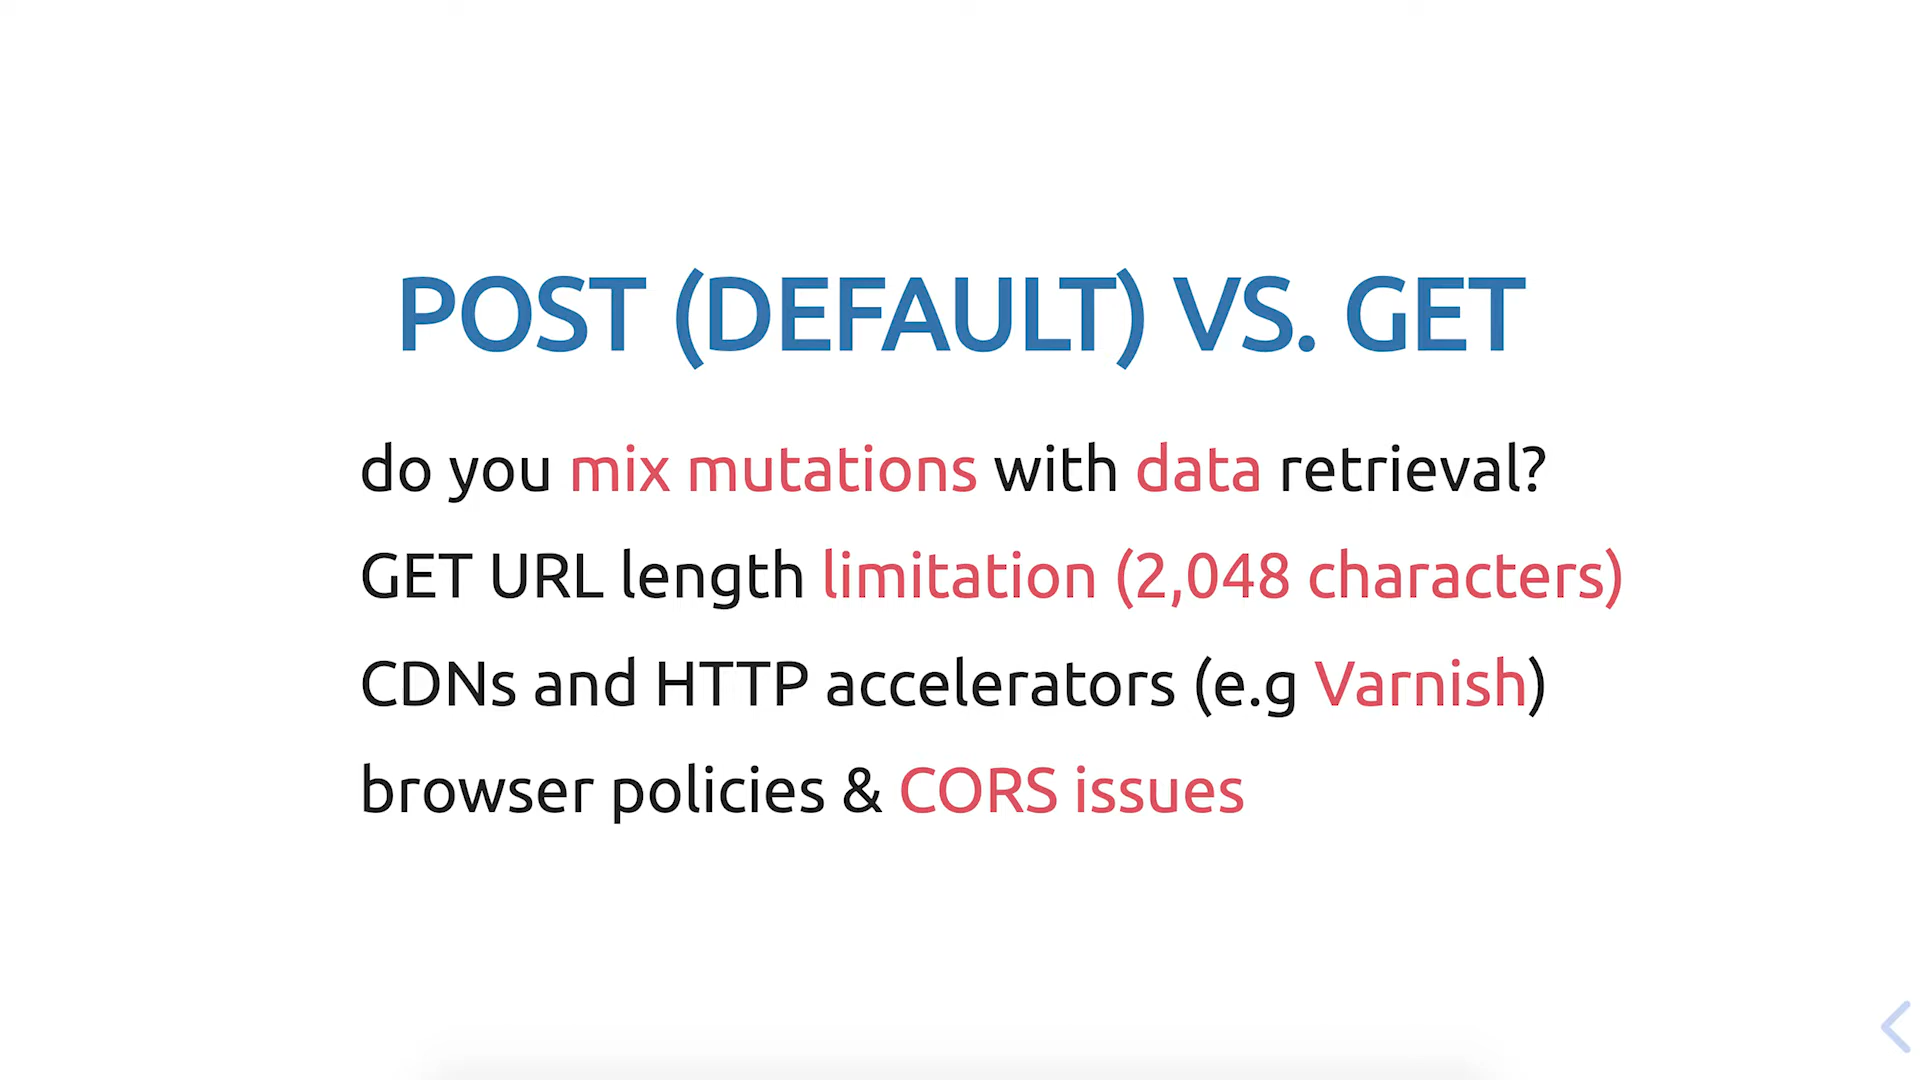 POST (DEFAULT) VS. GET
do you mix mutations with data retrieval?
GET URL length limitation (2,048 characters)
CDNs and HTTP accelerators (e.g Varnish)
browser policies & CORS issues